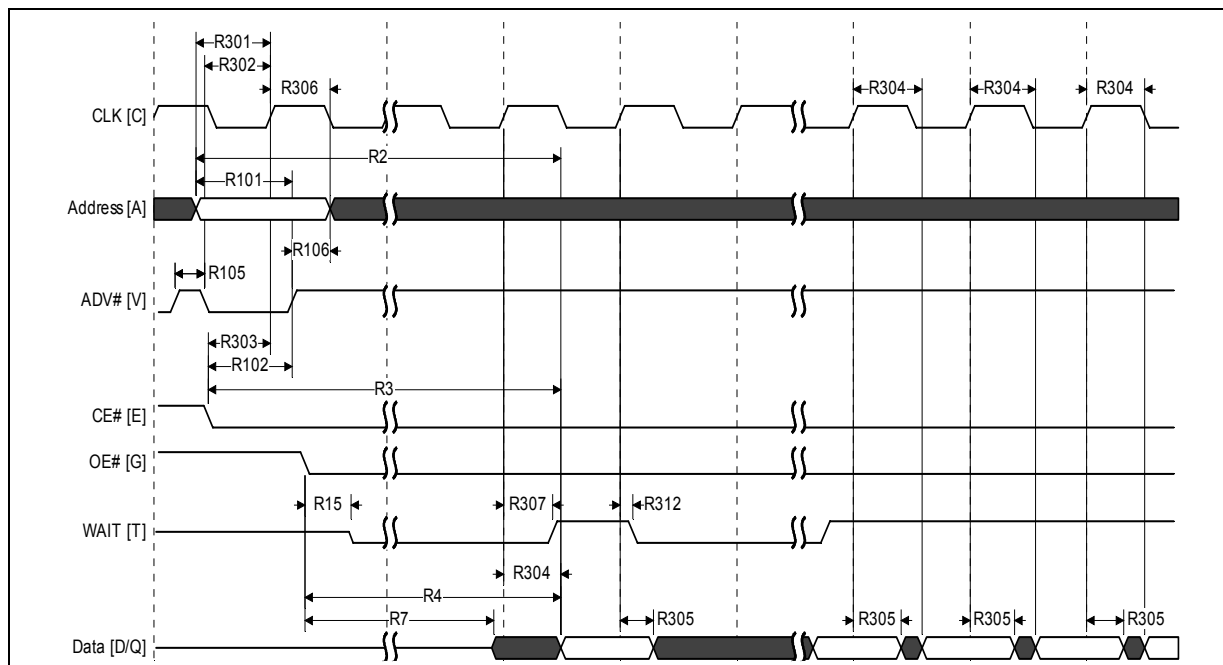 R301
R302
R306
R304 R304 R304
CLK [C]
R2
R101
Address [A]
R106
R105
ADV# [V]
R303
R102
R3
CE# [E]
OE# [G]
R15 R307 R312
WAIT [T]
R304
R4
R7 R305 R305 R305 R305
Data [D/Q]